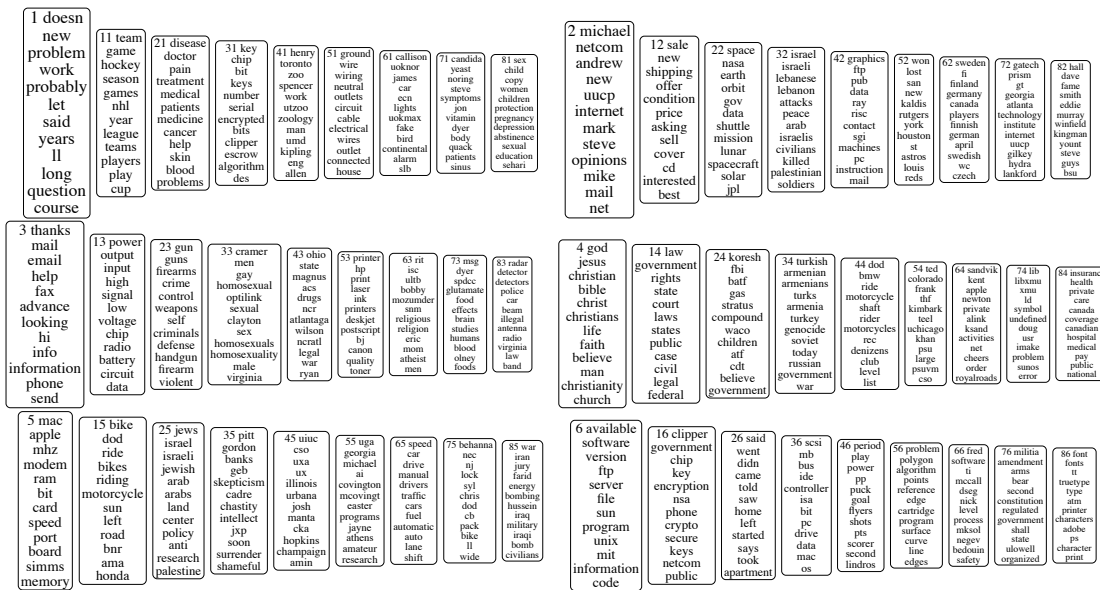 1 doesn
new
problem
work
probably
let
said
years
ll
long
question
course
11 team
game
hockey
season
games
nhl
year
league
teams
players
play
cup
21 disease
doctor
pain
treatment
medical
patients
medicine
cancer
help
skin
blood
problems
31 key
chip
bit
keys
number
serial
encrypted
bits
clipper
escrow
algorithm
des
41 henry
toronto
zoo
spencer
work
utzoo
zoology
man
umd
kipling
eng
allen
51 ground
wire
wiring
neutral
outlets
circuit
cable
electrical
wires
outlet
connected
house
61 callison
uoknor
james
car
ecn
lights
uokmax
fake
bird
continental
alarm
slb
71 candida
yeast
noring
steve
symptoms
jon
vitamin
dyer
body
quack
patients
sinus
81 sex
child
copy
women
children
protection
pregnancy
depression
abstinence
sexual
education
sehari
2 michael
netcom
andrew
new
uucp
internet
mark
steve
opinions
mike
mail
net
12 sale
new
shipping
offer
condition
price
asking
sell
cover
cd
interested
best
22 space
nasa
earth
orbit
gov
data
shuttle
mission
lunar
spacecraft
solar
jpl
32 israel
israeli
lebanese
lebanon
attacks
peace
arab
israelis
civilians
killed
palestinian
soldiers
42 graphics
ftp
pub
data
ray
risc
contact
sgi
machines
pc
instruction
mail
52 won
lost
san
new
kaldis
rutgers
york
houston
st
astros
louis
reds
62 sweden
fi
finland
germany
canada
players
finnish
german
april
swedish
wc
czech
72 gatech
prism
gt
georgia
atlanta
technology
institute
internet
uucp
gilkey
hydra
lankford
82 hall
dave
fame
smith
eddie
murray
winfield
kingman
yount
steve
guys
bsu
3 thanks
mail
email
help
fax
advance
looking
hi
info
information
phone
send
13 power
output
input
high
signal
low
voltage
chip
radio
battery
circuit
data
23 gun
guns
firearms
crime
control
weapons
self
criminals
defense
handgun
firearm
violent
33 cramer
men
gay
homosexual
optilink
sexual
clayton
sex
homosexuals
homosexuality
male
virginia
43 ohio
state
magnus
acs
drugs
ncr
atlantaga
wilson
ncratl
legal
war
ryan
53 printer
hp
print
laser
ink
printers
deskjet
postscript
bj
canon
quality
toner
63 rit
isc
ultb
bobby
mozumder
snm
religious
religion
eric
mom
atheist
men
73 msg
dyer
spdcc
glutamate
food
effects
brain
studies
humans
blood
olney
foods
83 radar
detector
detectors
police
car
beam
illegal
antenna
radio
virginia
law
band
4 god
jesus
christian
bible
christ
christians
life
faith
believe
man
christianity
church
14 law
government
rights
state
court
laws
states
public
case
civil
legal
federal
24 koresh
fbi
batf
gas
stratus
compound
waco
children
atf
cdt
believe
government
34 turkish
armenian
armenians
turks
armenia
turkey
genocide
soviet
today
russian
government
war
44 dod
bmw
ride
motorcycle
shaft
rider
motorcycles
rec
denizens
club
level
list
54 ted
colorado
frank
thf
kimbark
teel
uchicago
khan
psu
large
psuvm
cso
64 sandvik
kent
apple
newton
private
alink
ksand
activities
net
cheers
order
royalroads
74 lib
libxmu
xmu
ld
symbol
undefined
doug
usr
imake
problem
sunos
error
84 insurance
health
private
care
canada
coverage
canadian
hospital
medical
pay
public
national
5 mac
apple
mhz
modem
ram
bit
card
speed
port
board
simms
memory
15 bike
dod
ride
bikes
riding
motorcycle
sun
left
road
bnr
ama
honda
25 jews
israel
israeli
jewish
arab
arabs
land
center
policy
anti
research
palestine
35 pitt
gordon
banks
geb
skepticism
cadre
chastity
intellect
jxp
soon
surrender
shameful
45 uiuc
cso
uxa
ux
illinois
urbana
josh
manta
cka
hopkins
champaign
amin
55 uga
georgia
michael
ai
covington
mcovingt
easter
programs
jayne
athens
amateur
research
65 speed
car
drive
manual
drivers
traffic
cars
fuel
automatic
auto
lane
shift
75 behanna
nec
nj
lock
syl
chris
dod
cb
pack
bike
ll
wide
85 war
iran
jury
farid
energy
bombing
hussein
iraq
military
iraqi
bomb
civilians
6 available
software
version
ftp
server
file
sun
program
unix
mit
information
code
16 clipper
government
chip
key
encryption
nsa
phone
crypto
secure
keys
netcom
public
26 said
went
didn
came
told
saw
home
left
started
says
took
apartment
36 scsi
mb
bus
ide
controller
isa
bit
pc
drive
data
mac
os
46 period
play
power
pp
puck
goal
flyers
shots
pts
scorer
second
lindros
56 problem
polygon
algorithm
points
reference
edge
cartridge
program
surface
curve
line
edges
66 fred
software
ti
mccall
dseg
nick
level
process
mksol
negev
bedouin
safety
76 militia
amendment
arms
bear
second
constitution
regulated
government
shall
state
ulowell
organized
86 font
fonts
tt
truetype
type
atm
printer
characters
adobe
ps
character
print